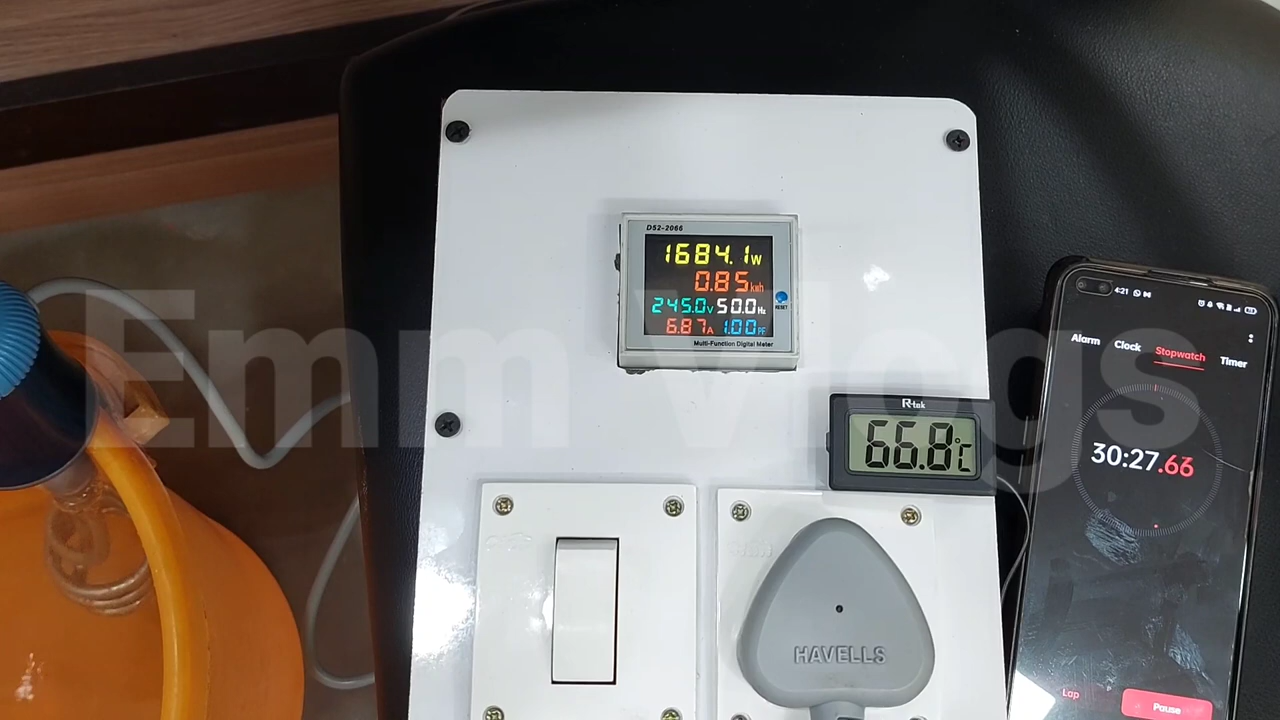 DS2-2066
1684.1W
0.85kwh
245.0V 50.0Hz
6.87A 1.00PF
RESET
Multi-Function Digital Meter
R-tek
66.8°C
HAVELLS
4:21
Alarm Clock Stopwatch Timer
30:27.66
Lap Pause
Emm Vlogs